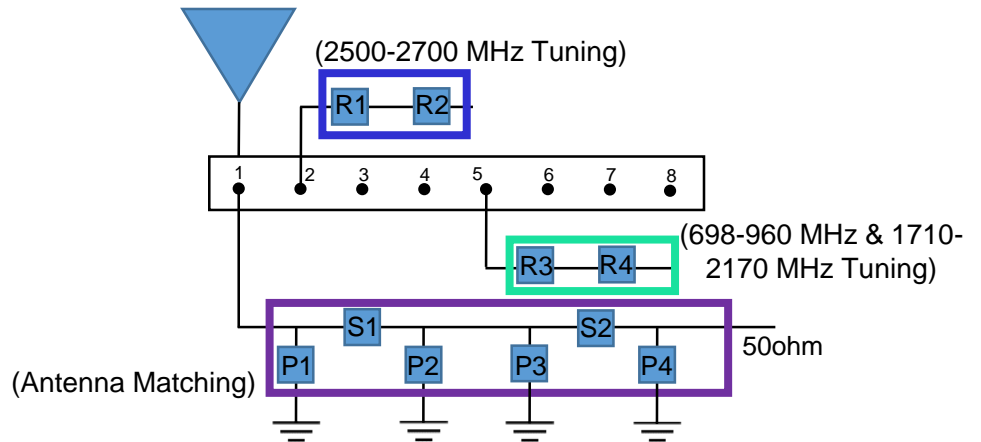 (2500-2700 MHz Tuning)
R1 R2
1 2 3 4 5 6 7 8
(698-960 MHz & 1710-
2170 MHz Tuning)
R3 R4
S1 S2
50ohm
P1 P2 P3 P4
(Antenna Matching)